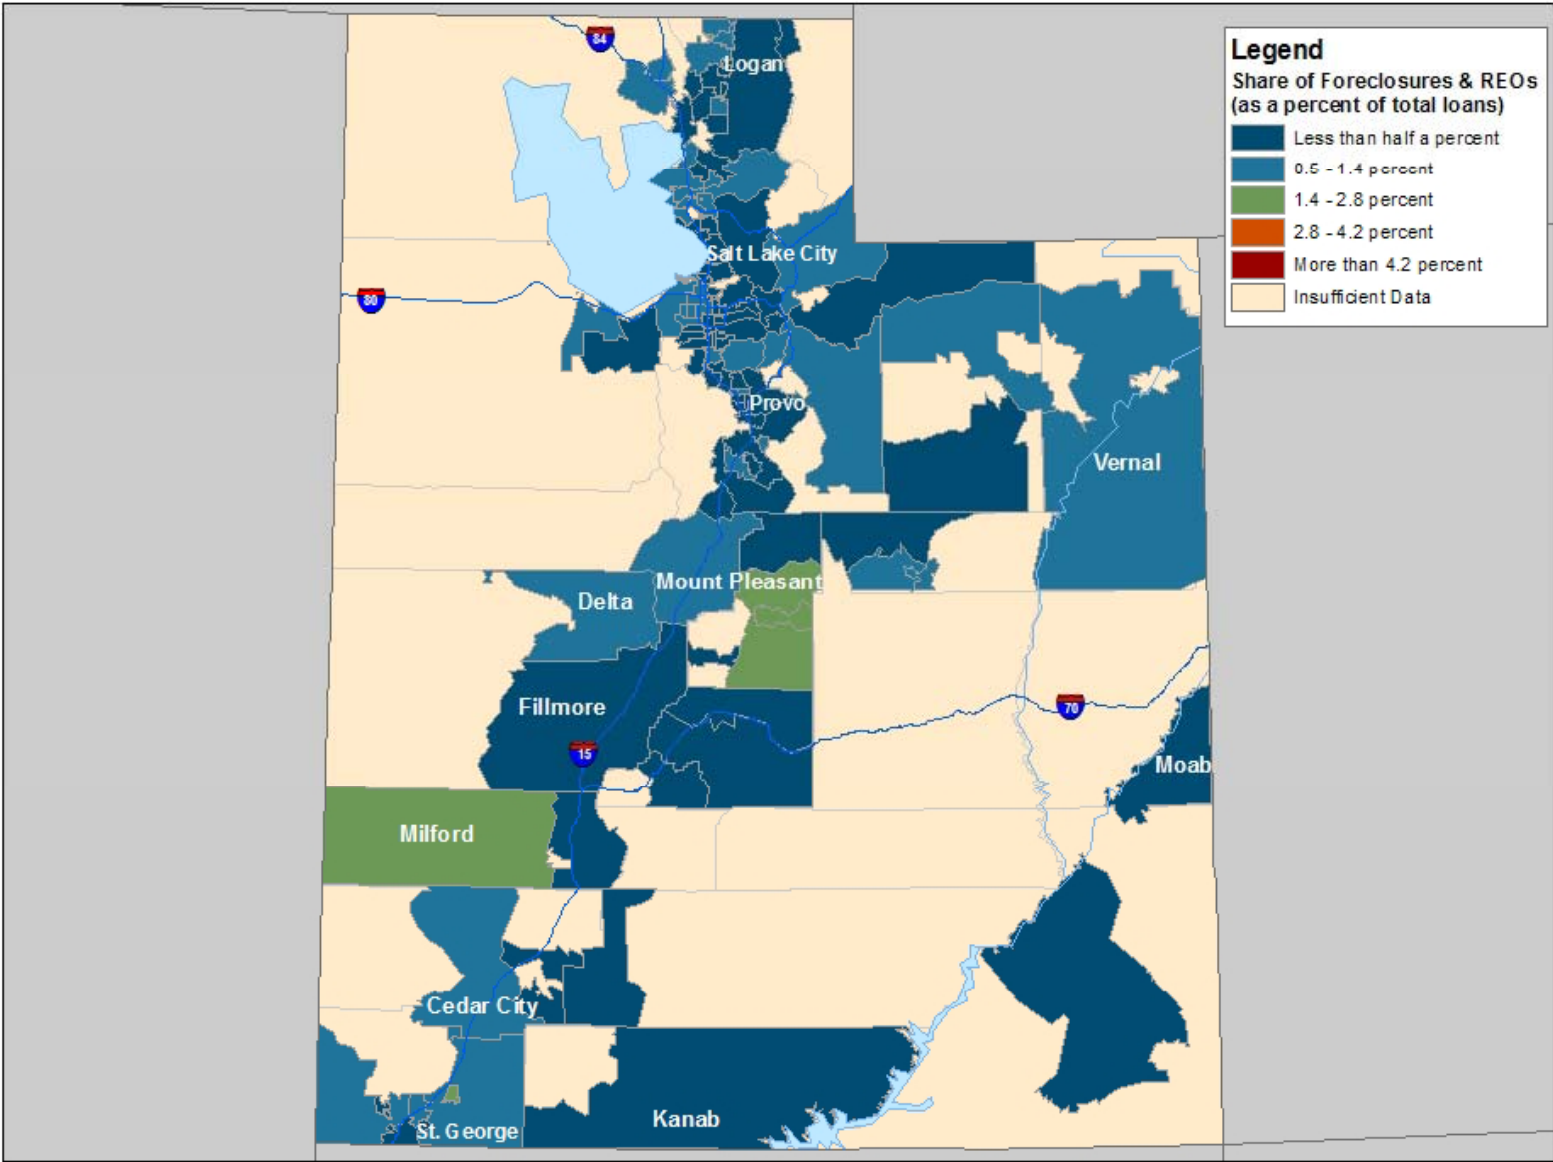 84
Logan
Legend
Share of Foreclosures & REOs
(as a percent of total loans)
Less than half a percent
0.5 - 1.4 percent
1.4 - 2.8 percent
2.8 - 4.2 percent
More than 4.2 percent
Insufficient Data
Salt Lake City
80
Provo
Vernal
Mount Pleasant
Delta
Fillmore
70
15
Moab
Milford
Cedar City
Kanab
St. George